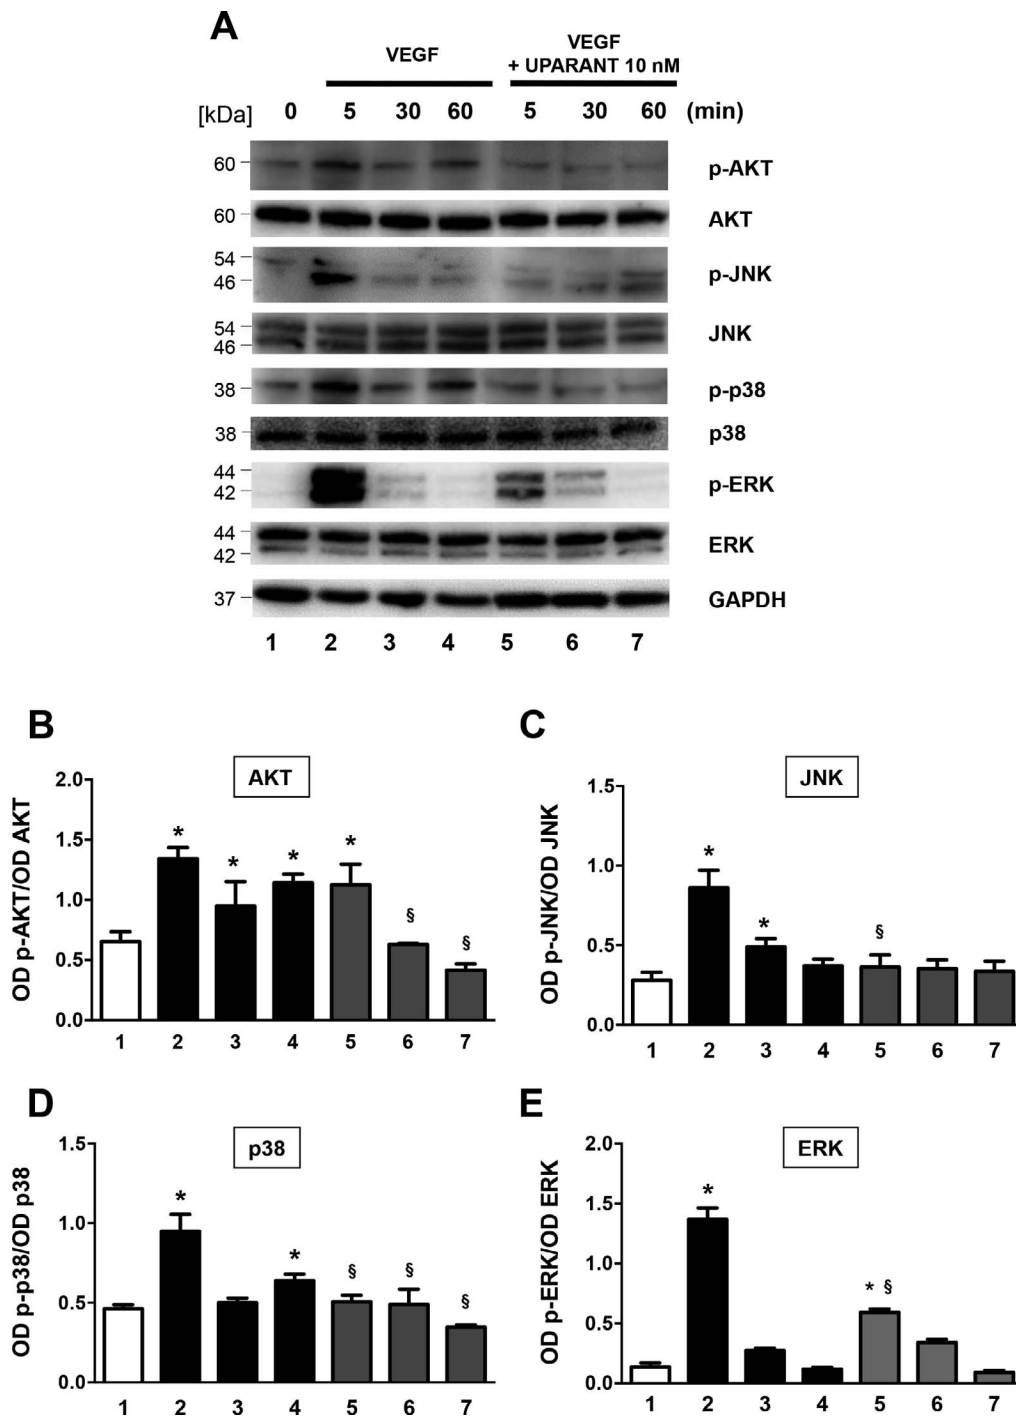 A
VEGF
VEGF
+ UPARANT 10 nM
[kDa] 0 5 30 60 5 30 60 (min)
60 p-AKT
60 AKT
54
46 p-JNK
54
46 JNK
38 p-p38
38 p38
44
42 p-ERK
44
42 ERK
37 GAPDH
1 2 3 4 5 6 7
B
AKT
OD p-AKT/OD AKT
2.0
1.5
1.0
0.5
0.0
* * * * § §
1 2 3 4 5 6 7
C
JNK
OD p-JNK/OD JNK
1.5
1.0
0.5
0.0
* * §
1 2 3 4 5 6 7
D
p38
OD p-p38/OD p38
1.5
1.0
0.5
0.0
* * § § §
1 2 3 4 5 6 7
E
ERK
OD p-ERK/OD ERK
2.0
1.5
1.0
0.5
0.0
* * §
1 2 3 4 5 6 7